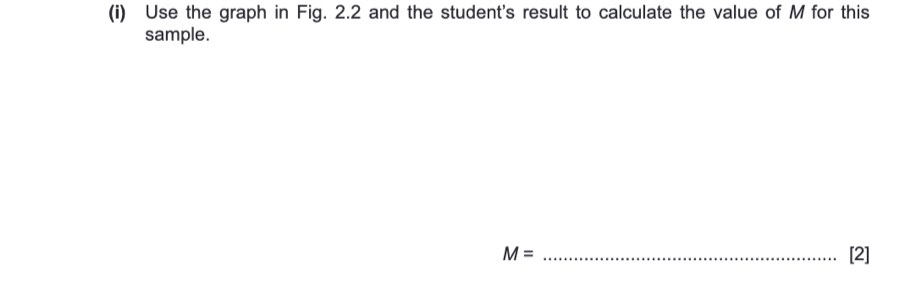 (i) Use the graph in Fig. 2.2 and the student's result to calculate the value of M for this
sample.
M = .......................................................... [2]